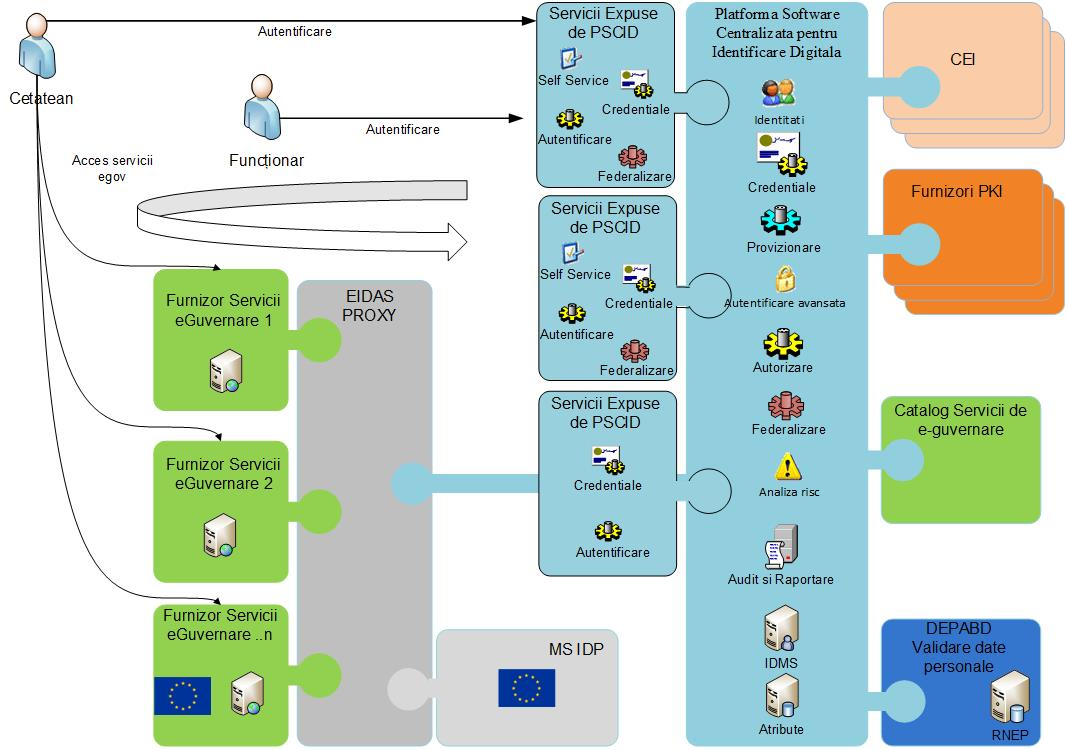 Cetatean
Autentificare
Funcționar
Autentificare
Acces servicii
egov
Furnizor Servicii
eGuvernare 1
Furnizor Servicii
eGuvernare 2
Furnizor Servicii
eGuvernare ..n
EIDAS
PROXY
MS IDP
Servicii Expuse
de PSCID
Self Service
Credentiale
Autentificare
Federalizare
Servicii Expuse
de PSCID
Self Service
Credentiale
Autentificare
Federalizare
Servicii Expuse
de PSCID
Credentiale
Autentificare
Platforma Software
Centralizata pentru
Identificare Digitala
Identitati
Credentiale
Provizionare
Autentificare avansata
Autorizare
Federalizare
Analiza risc
Audit si Raportare
IDMS
Atribute
CEI
Furnizori PKI
Catalog Servicii de
e-guvernare
DEPABD
Validare date
personale
RNEP